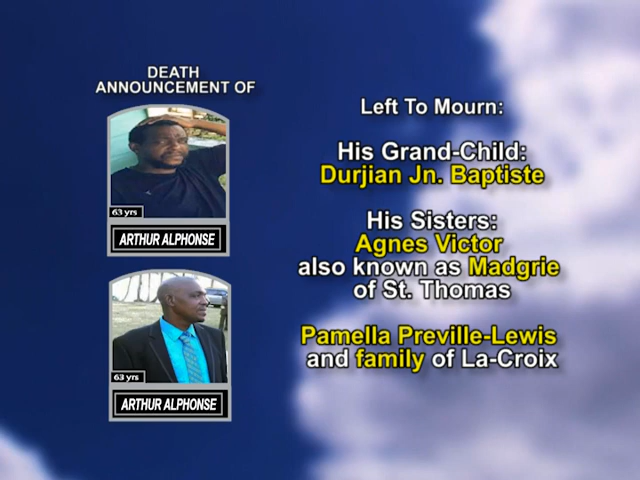 DEATH
ANNOUNCEMENT OF
63 yrs
ARTHUR ALPHONSE
63 yrs
ARTHUR ALPHONSE
Left To Mourn:
His Grand-Child:
Durjian Jn. Baptiste
His Sisters:
Agnes Victor
also known as Madgrie
of St. Thomas
Pamella Preville-Lewis
and family of La-Croix